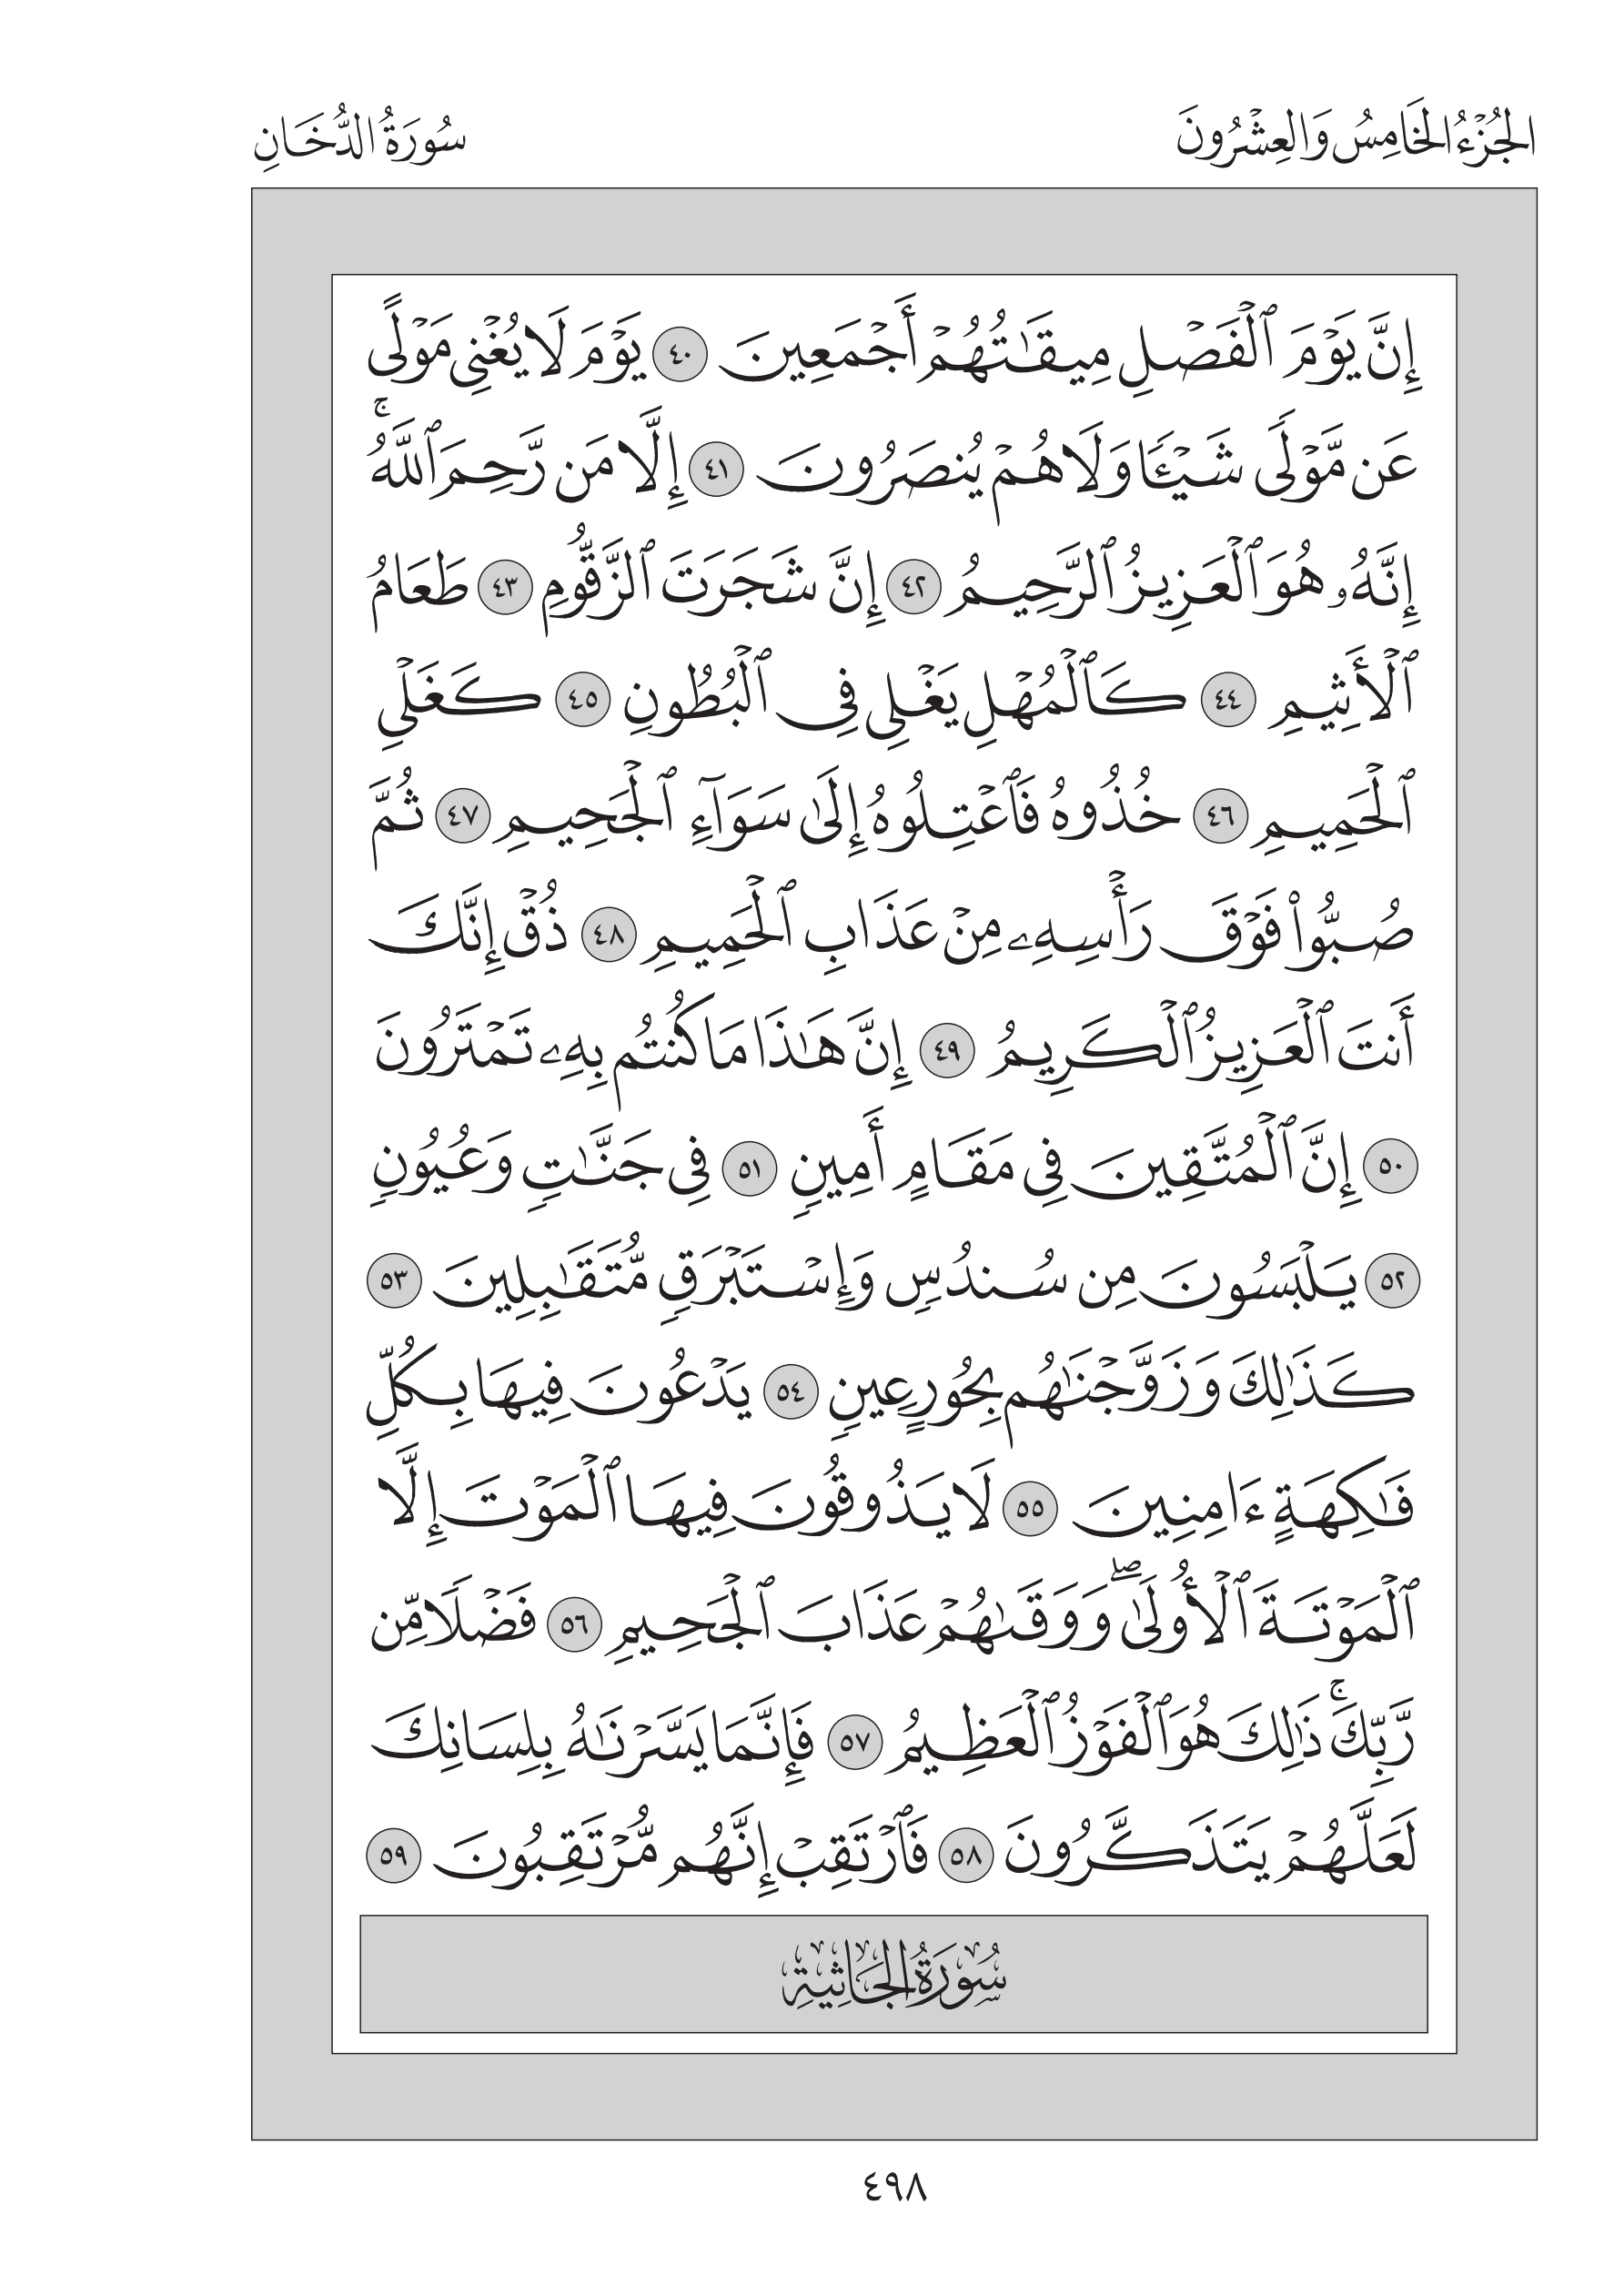 الجُزْءُ الخَامِسُ وَالعِشْرُونَ
سُورَةُ الدُّخَانِ
إِنَّ يَوْمَ ٱلْفَصْلِ مِيقَـٰتُهُمْ أَجْمَعِينَ ٤٠ يَوْمَ لَا يُغْنِى مَوْلًى
عَن مَّوْلًى شَيْـًٔا وَلَا هُمْ يُنصَرُونَ ٤١ إِلَّا مَن رَّحِمَ ٱللَّهُ ۚ
إِنَّهُۥ هُوَ ٱلْعَزِيزُ ٱلرَّحِيمُ ٤٢ إِنَّ شَجَرَتَ ٱلزَّقُّومِ ٤٣ طَعَامُ
ٱلْأَثِيمِ ٤٤ كَٱلْمُهْلِ يَغْلِى فِى ٱلْبُطُونِ ٤٥ كَغَلْىِ
ٱلْحَمِيمِ ٤٦ خُذُوهُ فَٱعْتِلُوهُ إِلَىٰ سَوَآءِ ٱلْجَحِيمِ ٤٧ ثُمَّ
صُبُّوا۟ فَوْقَ رَأْسِهِۦ مِنْ عَذَابِ ٱلْحَمِيمِ ٤٨ ذُقْ إِنَّكَ
أَنتَ ٱلْعَزِيزُ ٱلْكَرِيمُ ٤٩ إِنَّ هَـٰذَا مَا كُنتُم بِهِۦ تَمْتَرُونَ
٥٠ إِنَّ ٱلْمُتَّقِينَ فِى مَقَامٍ أَمِينٍ ٥١ فِى جَنَّـٰتٍ وَعُيُونٍ
٥٢ يَلْبَسُونَ مِن سُندُسٍ وَإِسْتَبْرَقٍ مُّتَقَـٰبِلِينَ ٥٣
كَذَٰلِكَ وَزَوَّجْنَـٰهُم بِحُورٍ عِينٍ ٥٤ يَدْعُونَ فِيهَا بِكُلِّ
فَـٰكِهَةٍ ءَامِنِينَ ٥٥ لَا يَذُوقُونَ فِيهَا ٱلْمَوْتَ إِلَّا
ٱلْمَوْتَةَ ٱلْأُولَىٰ ۖ وَوَقَىٰهُمْ عَذَابَ ٱلْجَحِيمِ ٥٦ فَضْلًا مِّن
رَّبِّكَ ۚ ذَٰلِكَ هُوَ ٱلْفَوْزُ ٱلْعَظِيمُ ٥٧ فَإِنَّمَا يَسَّرْنَـٰهُ بِلِسَانِكَ
لَعَلَّهُمْ يَتَذَكَّرُونَ ٥٨ فَٱرْتَقِبْ إِنَّهُم مُّرْتَقِبُونَ ٥٩
سُورَةُ الجَاثِيَةِ
٤٩٨